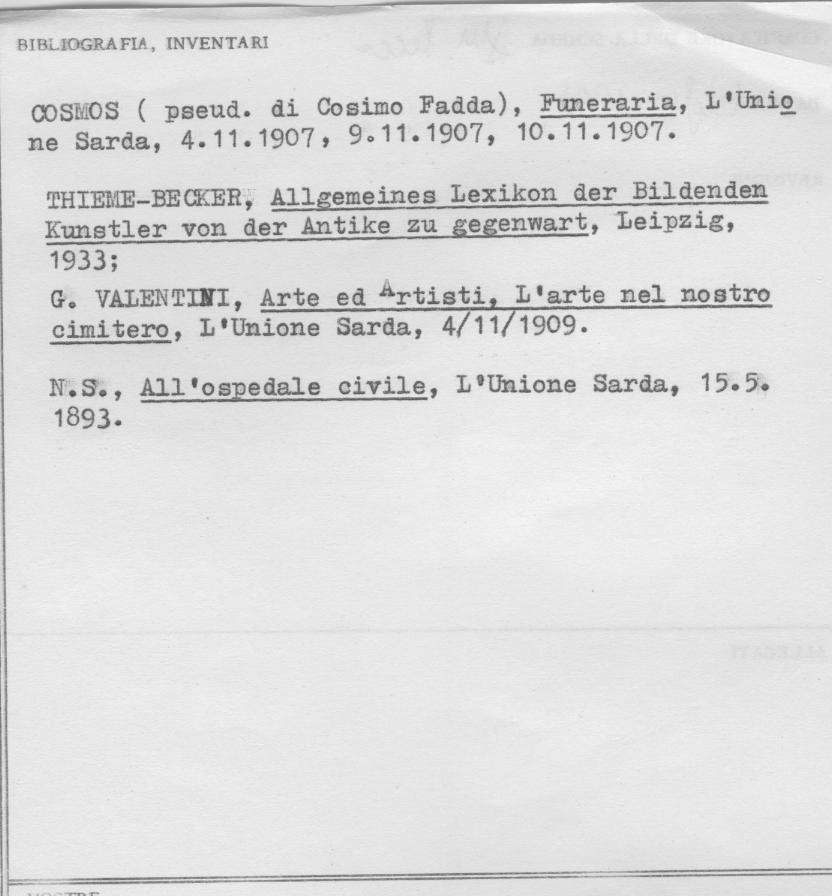 BIBLIOGRAFIA, INVENTARI
COSMOS ( pseud. di Cosimo Fadda), Funeraria, L'Unio
ne Sarda, 4.11.1907, 9.11.1907, 10.11.1907.
THIEME-BECKER, Allgemeines Lexikon der Bildenden
Kunstler von der Antike zu gegenwart, Leipzig,
1933;
G. VALENTINI, Arte ed Artisti, L'arte nel nostro
cimitero, L'Unione Sarda, 4/11/1909.
N.S., All'ospedale civile, L'Unione Sarda, 15.5.
1893.
MOSTRE